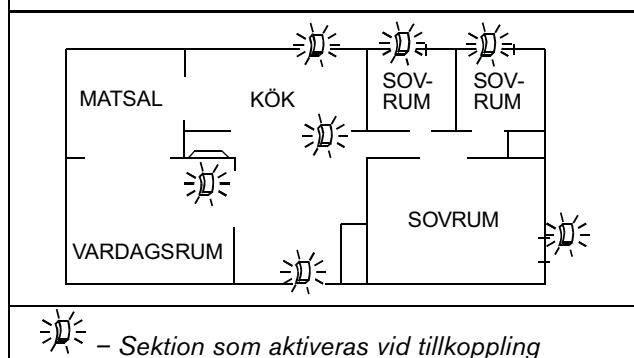 MATSAL
KÖK
SOV-
RUM
SOV-
RUM
VARDAGSRUM
SOVRUM
– Sektion som aktiveras vid tillkoppling